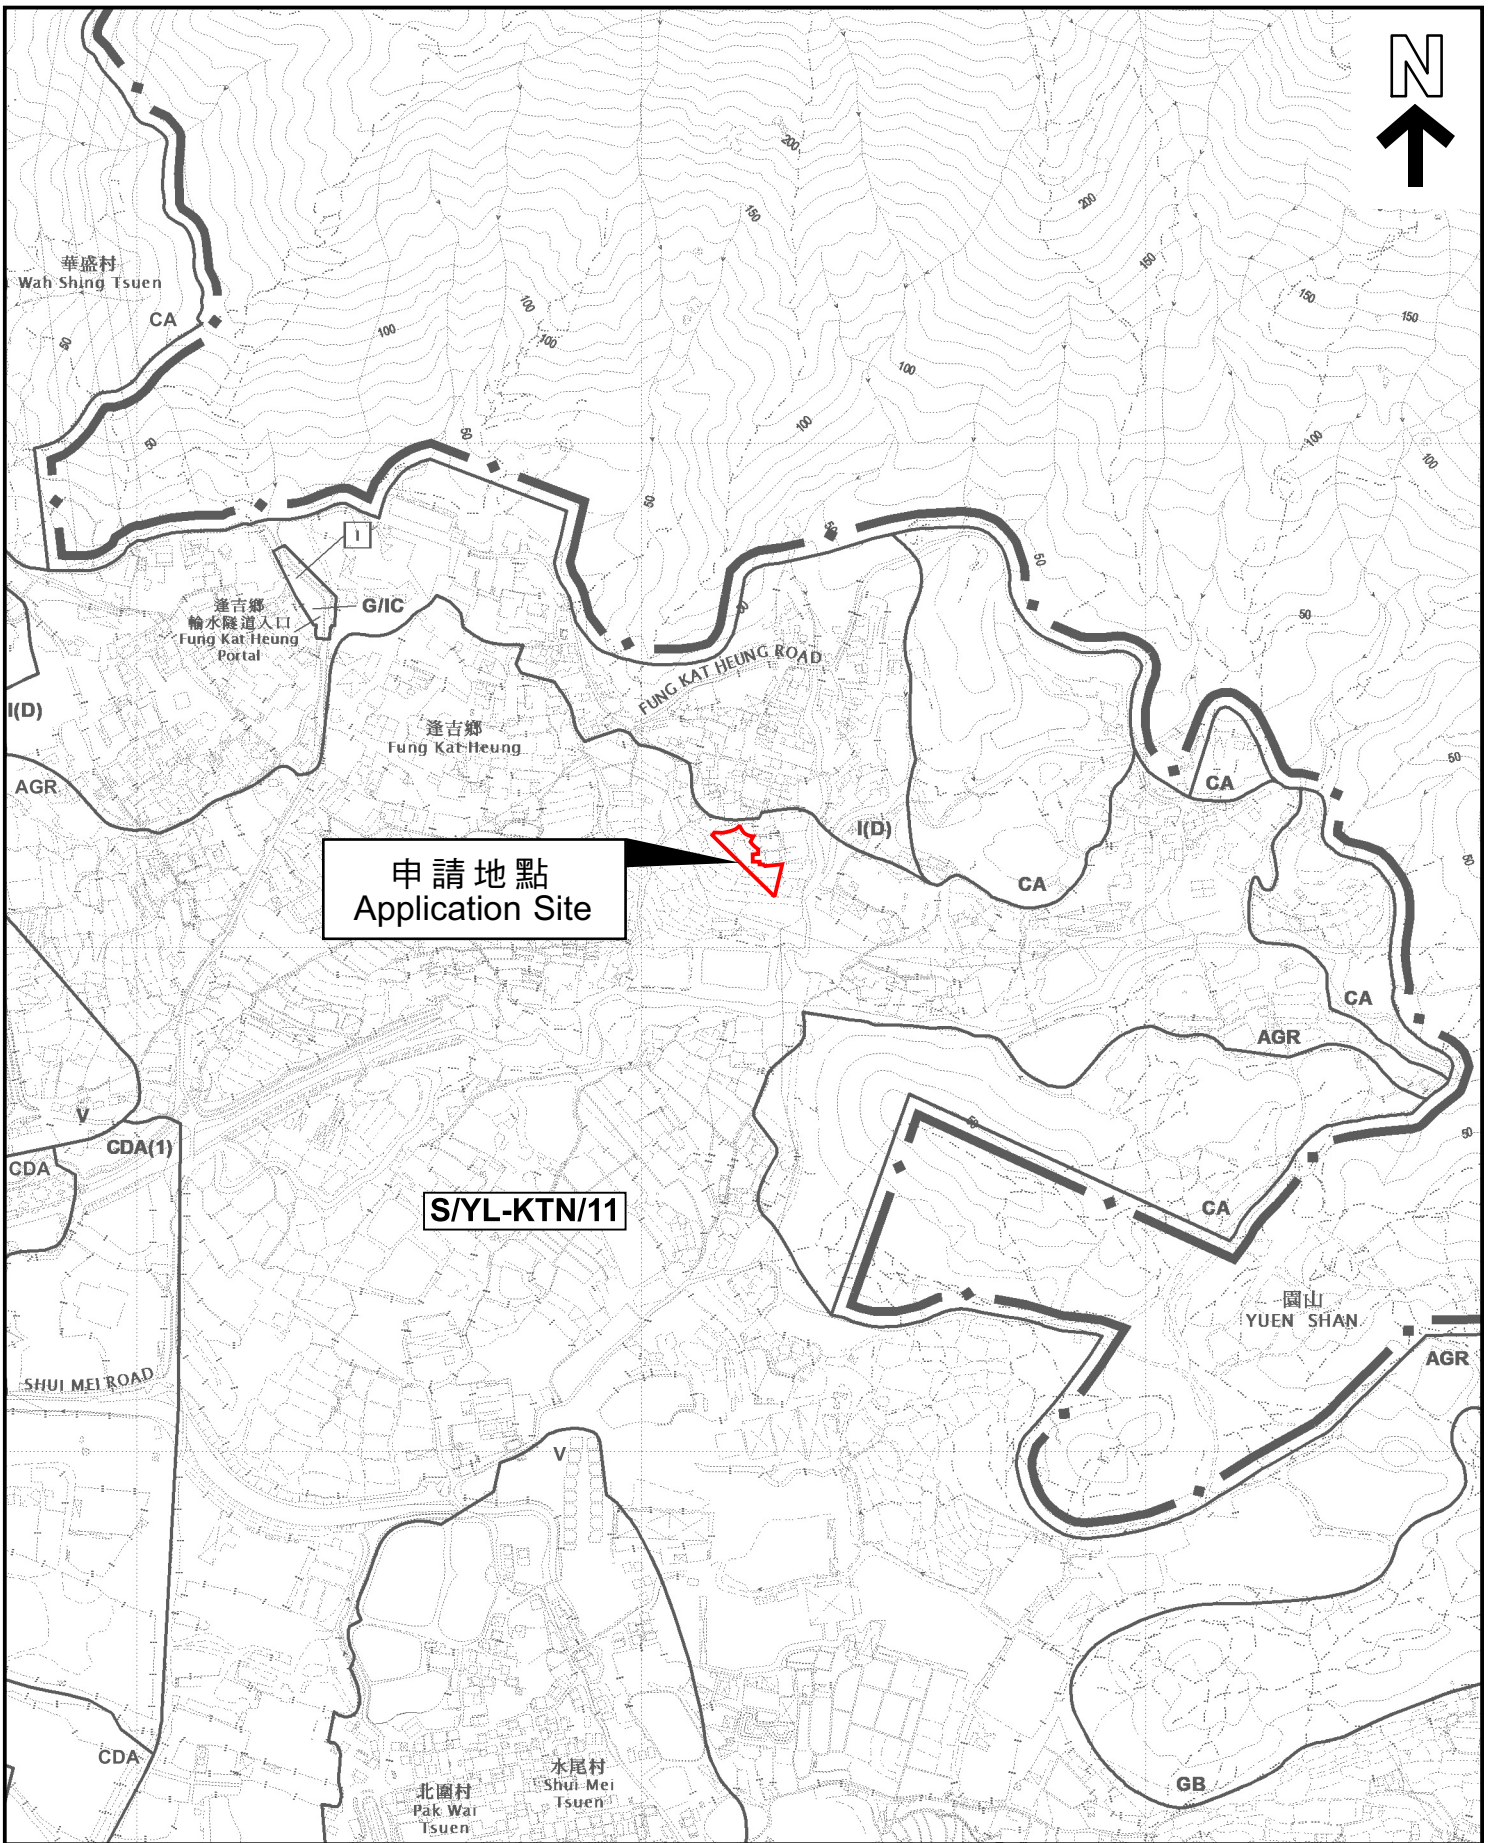 N
200
200
150
150
150
150
華盛村
Wah Shing Tsuen
CA
50
100
100
100
100
100
100
100
50
50
50
50
50
50
50
1
G/IC
逢吉鄉
輸水隧道入口
Fung Kat Heung
Portal
FUNG KAT HEUNG ROAD
I(D)
逢吉鄉
Fung Kat Heung
AGR
CA
50
I(D)
CA
50
申請地點
Application Site
CA
AGR
V
CDA(1)
CDA
50
50
S/YL-KTN/11
CA
園山
YUEN SHAN
AGR
SHUI MEI ROAD
V
CDA
水尾村
Shui Mei
Tsuen
北圍村
Pak Wai
Tsuen
GB